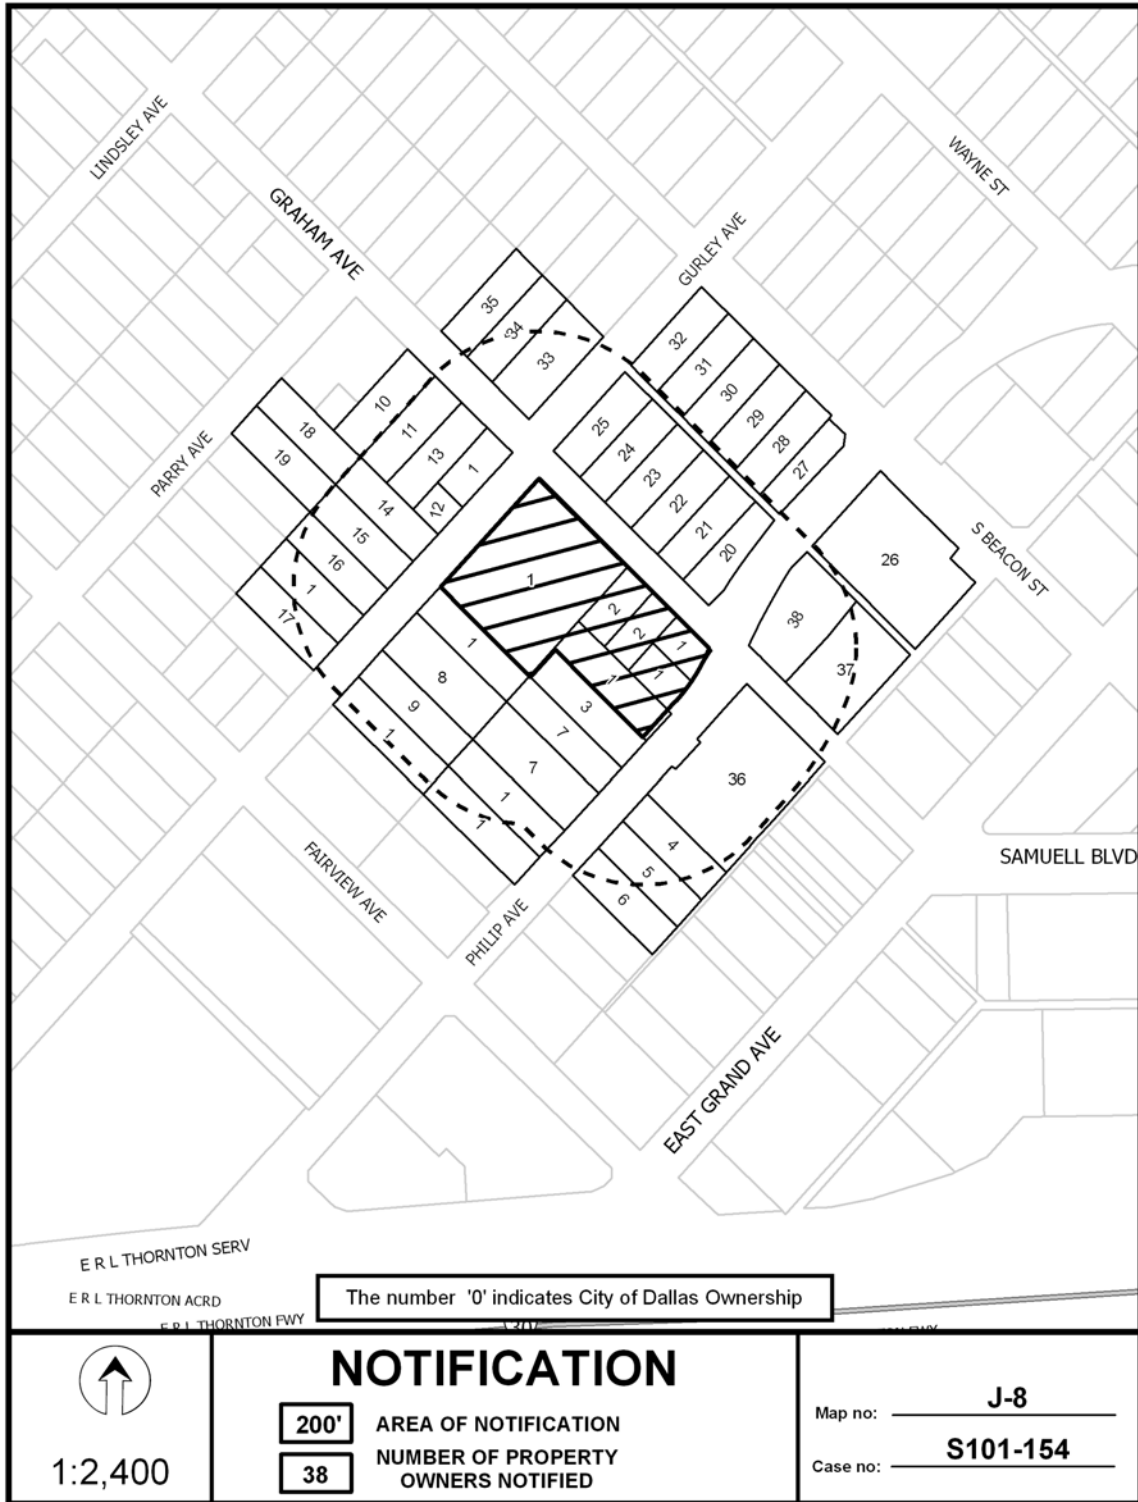 LINDSLEY AVE
WAYNE ST
GRAHAM AVE
GURLEY AVE
35
34
33
32
31
30
29
28
27
10
11
13
1
12
18
19
14
15
16
1
17
PARRY AVE
25
24
23
22
21
20
26
S BEACON ST
38
37
1
2
2
1
1
1
1
8
9
1
3
7
7
1
1
36
4
5
6
FAIRVIEW AVE
PHILIP AVE
SAMUELL BLVD
EAST GRAND AVE
E R L THORNTON SERV
E R L THORNTON ACRD
E R L THORNTON FWY
30
The number '0' indicates City of Dallas Ownership
1:2,400
NOTIFICATION
200' AREA OF NOTIFICATION
38 NUMBER OF PROPERTY
OWNERS NOTIFIED
Map no: J-8
Case no: S101-154